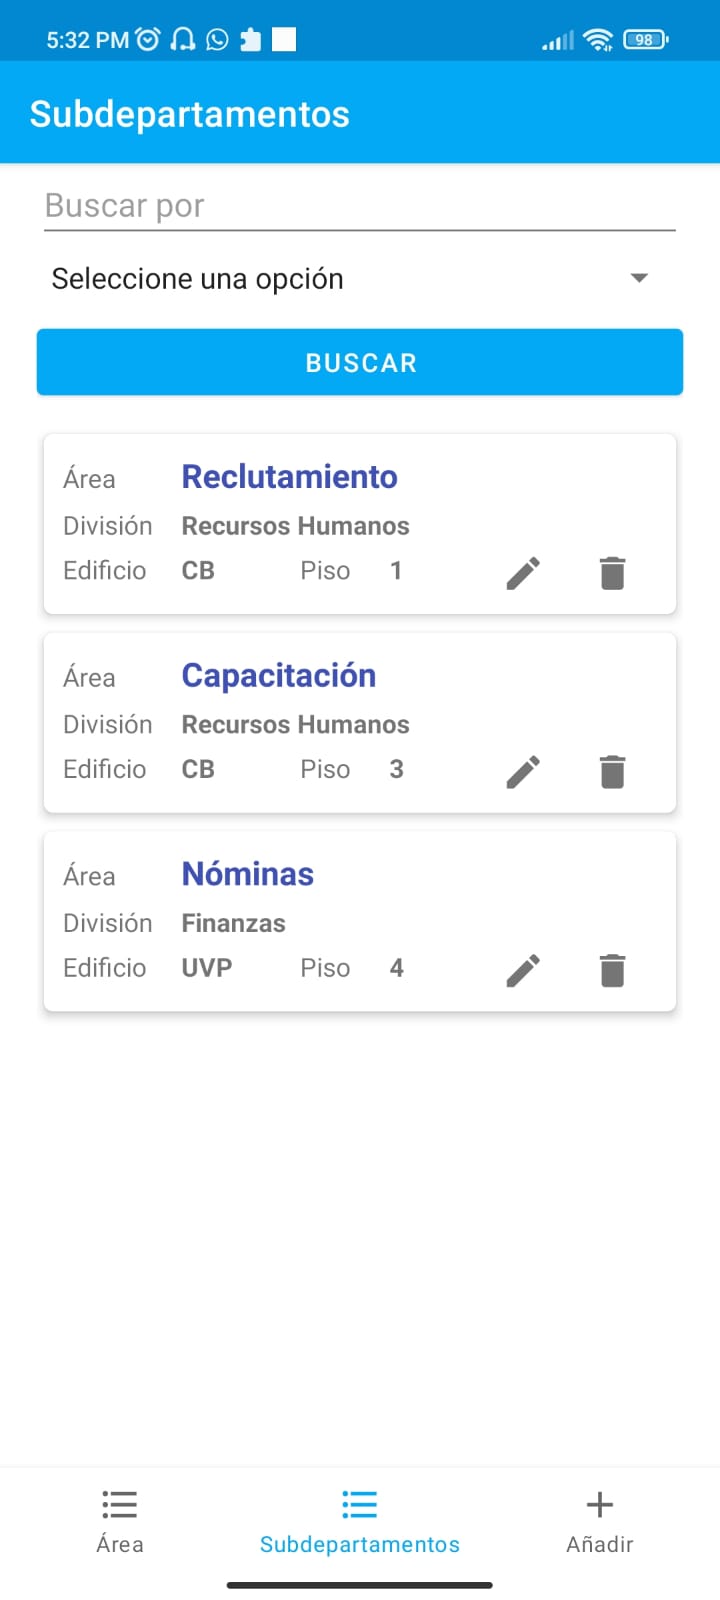 5:32 PM 98
Subdepartamentos
Buscar por
Seleccione una opción
BUSCAR
Área Reclutamiento
División Recursos Humanos
Edificio CB Piso 1
Área Capacitación
División Recursos Humanos
Edificio CB Piso 3
Área Nóminas
División Finanzas
Edificio UVP Piso 4
Área Subdepartamentos Añadir